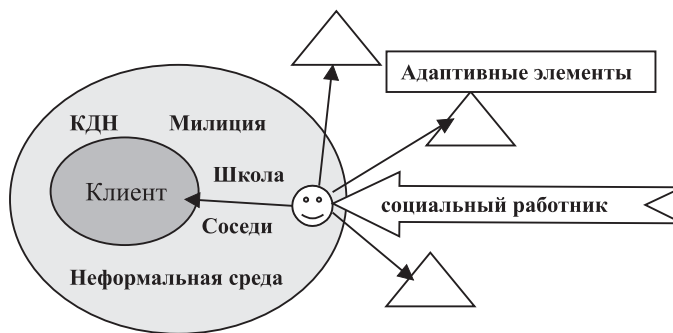 Адаптивные элементы
КДН
Милиция
Школа
Клиент
социальный работник
Соседи
Неформальная среда